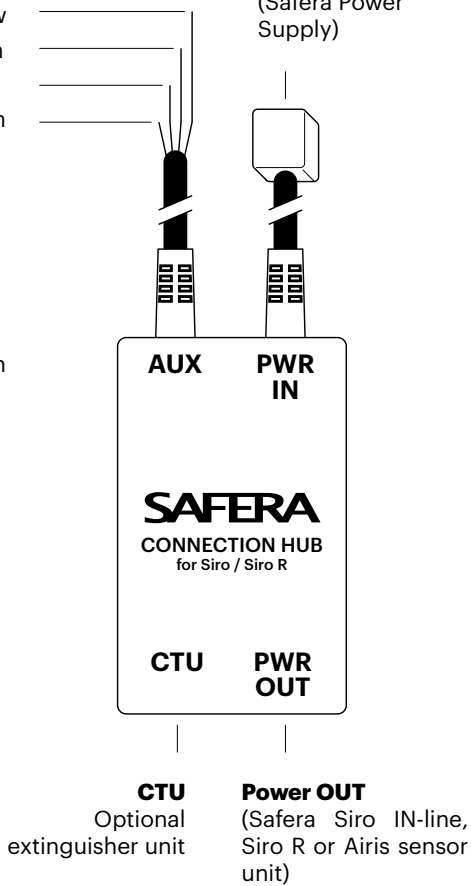 (Safera Power
Supply)
AUX
PWR
IN
SAFERA
CONNECTION HUB
for Siro / Siro R
CTU
PWR
OUT
CTU
Optional
extinguisher unit
Power OUT
(Safera Siro IN-line,
Siro R or Airis sensor
unit)